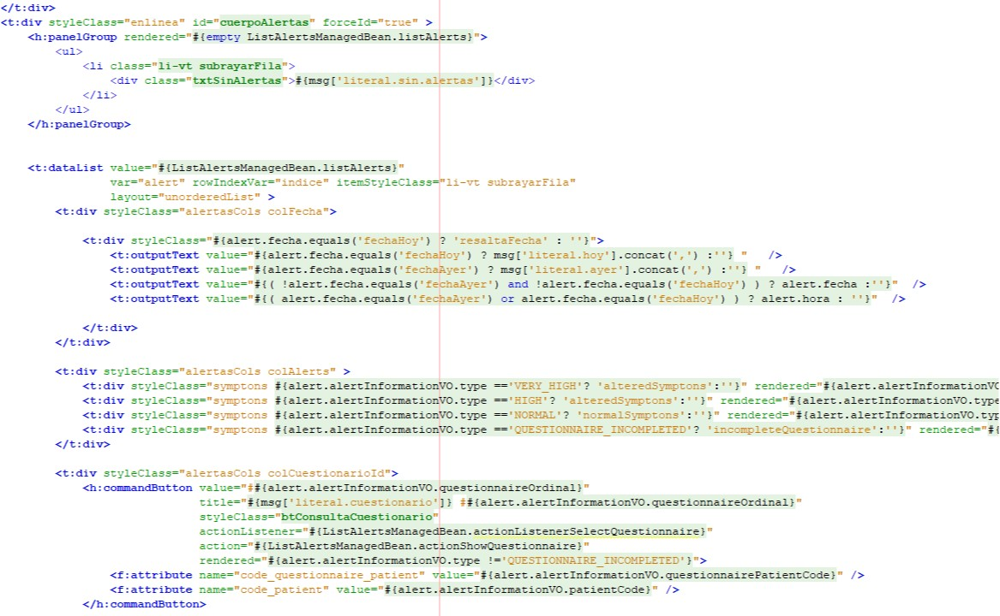 </t:div>
<t:div styleClass="enlinea" id="cuerpoAlertas" forceId="true" >
<h:panelGroup rendered="#{empty ListAlertsManagedBean.listAlerts}">
<ul>
<li class="li-vt subrayarFila">
<div class="txtSinAlertas">#{msg['literal.sin.alertas']}</div>
</li>
</ul>
</h:panelGroup>
<t:dataList value="#{ListAlertsManagedBean.listAlerts}"
var="alert" rowIndexVar="indice" itemStyleClass="li-vt subrayarFila"
layout="unorderedList" >
<t:div styleClass="alertasCols colFecha">
<t:div styleClass="#{alert.fecha.equals('fechaHoy') ? 'resaltaFecha' : ''}">
<t:outputText value="#{alert.fecha.equals('fechaHoy') ? msg['literal.hoy'].concat(',') :''} " />
<t:outputText value="#{alert.fecha.equals('fechaAyer') ? msg['literal.ayer'].concat(',') :''} " />
<t:outputText value="#{( !alert.fecha.equals('fechaAyer') and !alert.fecha.equals('fechaHoy') ) ? alert.fecha :''}" />
<t:outputText value="#{( alert.fecha.equals('fechaAyer') or alert.fecha.equals('fechaHoy') ) ? alert.hora : ''}" />
</t:div>
</t:div>
<t:div styleClass="alertasCols colAlerts" >
<t:div styleClass="symptons #{alert.alertInformationVO.type =='VERY_HIGH'? 'alteredSymptons':''}" rendered="#{alert.alertInformationVO
<t:div styleClass="symptons #{alert.alertInformationVO.type =='HIGH'? 'alteredSymptons':''}" rendered="#{alert.alertInformationVO.type
<t:div styleClass="symptons #{alert.alertInformationVO.type =='NORMAL'? 'normalSymptons':''}" rendered="#{alert.alertInformationVO.typ
<t:div styleClass="symptons #{alert.alertInformationVO.type =='QUESTIONNAIRE_INCOMPLETED'? 'incompleteQuestionnaire':''}" rendered="#{
</t:div>
<t:div styleClass="alertasCols colCuestionarioId">
<h:commandButton value="##{alert.alertInformationVO.questionnaireOrdinal}"
title="#{msg['literal.cuestionario']} ##{alert.alertInformationVO.questionnaireOrdinal}"
styleClass="btConsultaCuestionario"
actionListener="#{ListAlertsManagedBean.actionListenerSelectQuestionnaire}"
action="#{ListAlertsManagedBean.actionShowQuestionnaire}"
rendered="#{alert.alertInformationVO.type !='QUESTIONNAIRE_INCOMPLETED'}">
<f:attribute name="code_questionnaire_patient" value="#{alert.alertInformationVO.questionnairePatientCode}" />
<f:attribute name="code_patient" value="#{alert.alertInformationVO.patientCode}" />
</h:commandButton>